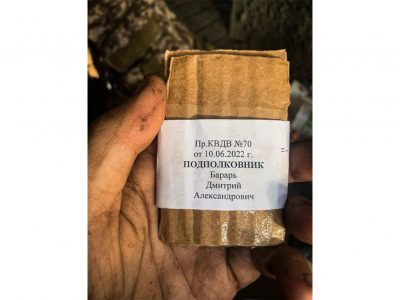 Пр.КВДВ №70
от 10.06.2022 г.
ПОДПОЛКОВНИК
Барарь
Дмитрий
Александрович